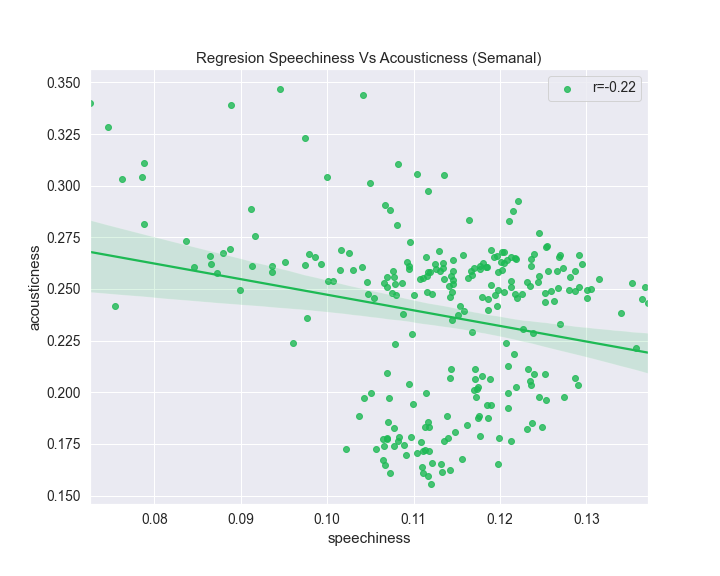 Regresion Speechiness Vs Acousticness (Semanal)
r=-0.22
0.350
0.325
0.300
0.275
0.250
0.225
0.200
0.175
0.150
acousticness
0.08 0.09 0.10 0.11 0.12 0.13
speechiness